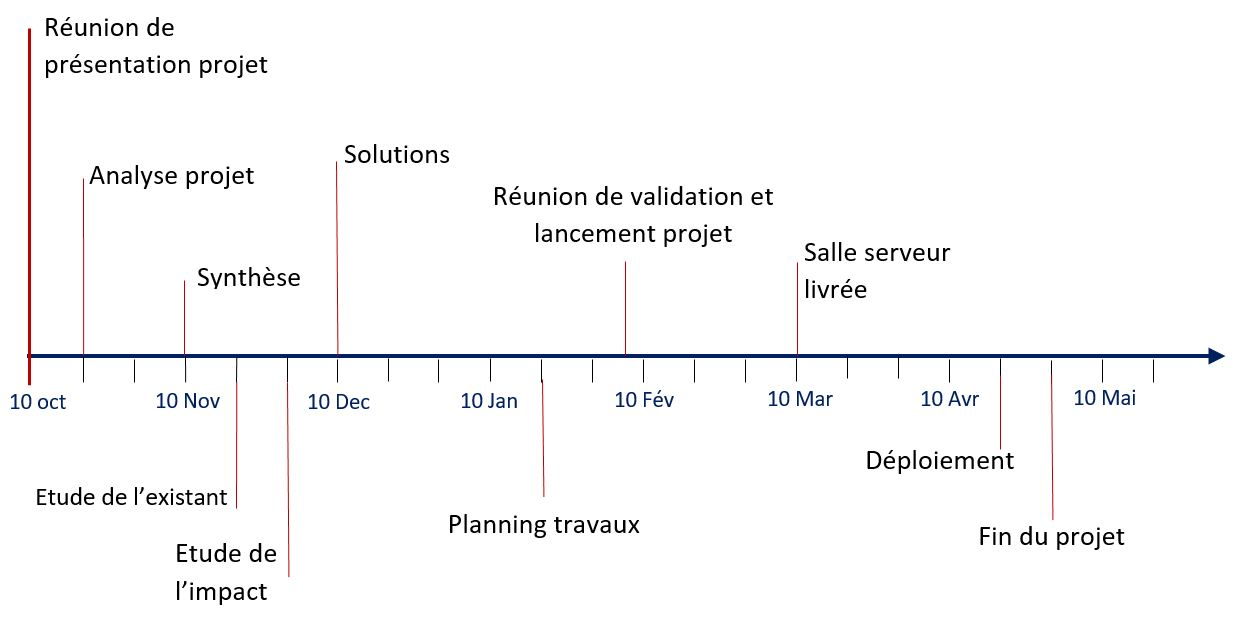 Réunion de
présentation projet
Analyse projet
Solutions
Synthèse
Réunion de validation et
lancement projet
Salle serveur
livrée
10 oct
10 Nov
10 Dec
10 Jan
10 Fév
10 Mar
10 Avr
10 Mai
Etude de l’existant
Etude de
l’impact
Planning travaux
Déploiement
Fin du projet